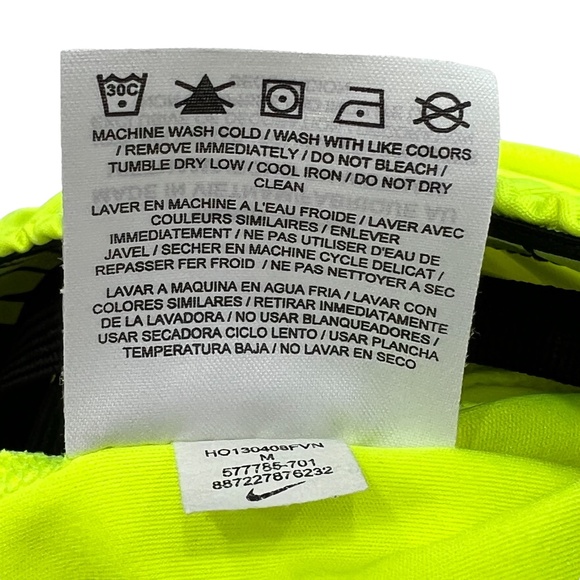 30C
MACHINE WASH COLD / WASH WITH LIKE COLORS
/ REMOVE IMMEDIATELY / DO NOT BLEACH /
TUMBLE DRY LOW / COOL IRON / DO NOT DRY
CLEAN
LAVER EN MACHINE A L'EAU FROIDE / LAVER AVEC
COULEURS SIMILAIRES / ENLEVER
IMMEDIATEMENT / NE PAS UTILISER D'EAU DE
JAVEL / SECHER EN MACHINE CYCLE DELICAT /
REPASSER FER FROID / NE PAS NETTOYER A SEC
LAVAR A MAQUINA EN AGUA FRIA / LAVAR CON
COLORES SIMILARES / RETIRAR INMEDIATAMENTE
DE LA LAVADORA / NO USAR BLANQUEADORES /
USAR SECADORA CICLO LENTO / USAR PLANCHA
TEMPERATURA BAJA / NO LAVAR EN SECO
HO130408FVN
M
577785-701
887227876232